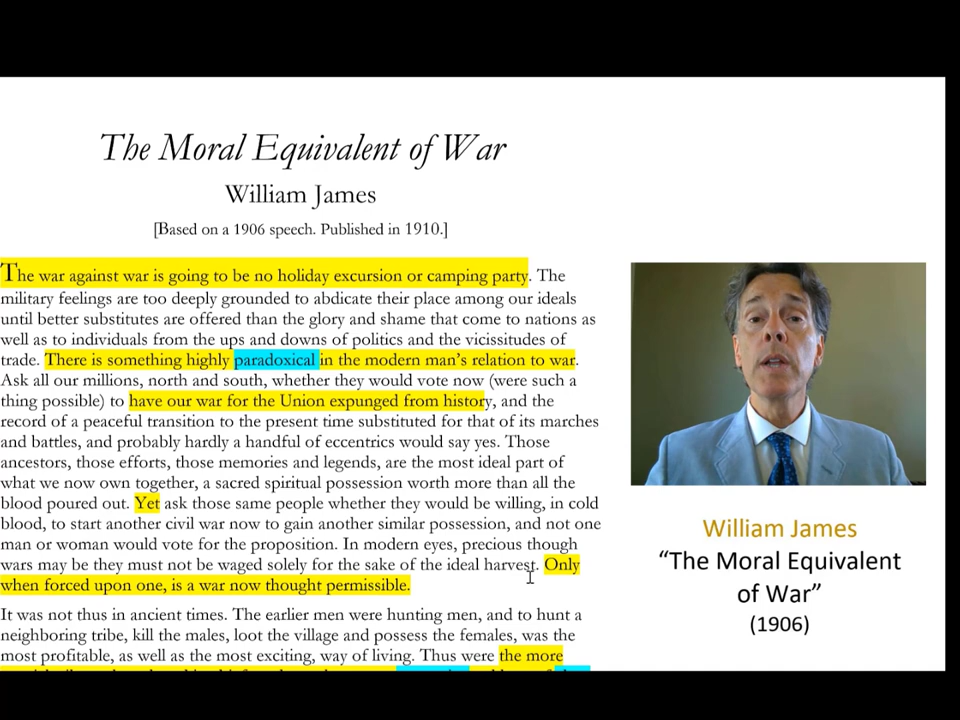 The Moral Equivalent of War
William James
[Based on a 1906 speech. Published in 1910.]
The war against war is going to be no holiday excursion or camping party. The
military feelings are too deeply grounded to abdicate their place among our ideals
until better substitutes are offered than the glory and shame that come to nations as
well as to individuals from the ups and downs of politics and the vicissitudes of
trade. There is something highly paradoxical in the modern man's relation to war.
Ask all our millions, north and south, whether they would vote now (were such a
thing possible) to have our war for the Union expunged from history, and the
record of a peaceful transition to the present time substituted for that of its marches
and battles, and probably hardly a handful of eccentrics would say yes. Those
ancestors, those efforts, those memories and legends, are the most ideal part of
what we now own together, a sacred spiritual possession worth more than all the
blood poured out. Yet ask those same people whether they would be willing, in cold
blood, to start another civil war now to gain another similar possession, and not one
man or woman would vote for the proposition. In modern eyes, precious though
wars may be they must not be waged solely for the sake of the ideal harvest. Only
when forced upon one, is a war now thought permissible.
It was not thus in ancient times. The earlier men were hunting men, and to hunt a
neighboring tribe, kill the males, loot the village and possess the females, was the
most profitable, as well as the most exciting, way of living. Thus were the more
William James
“The Moral Equivalent
of War”
(1906)